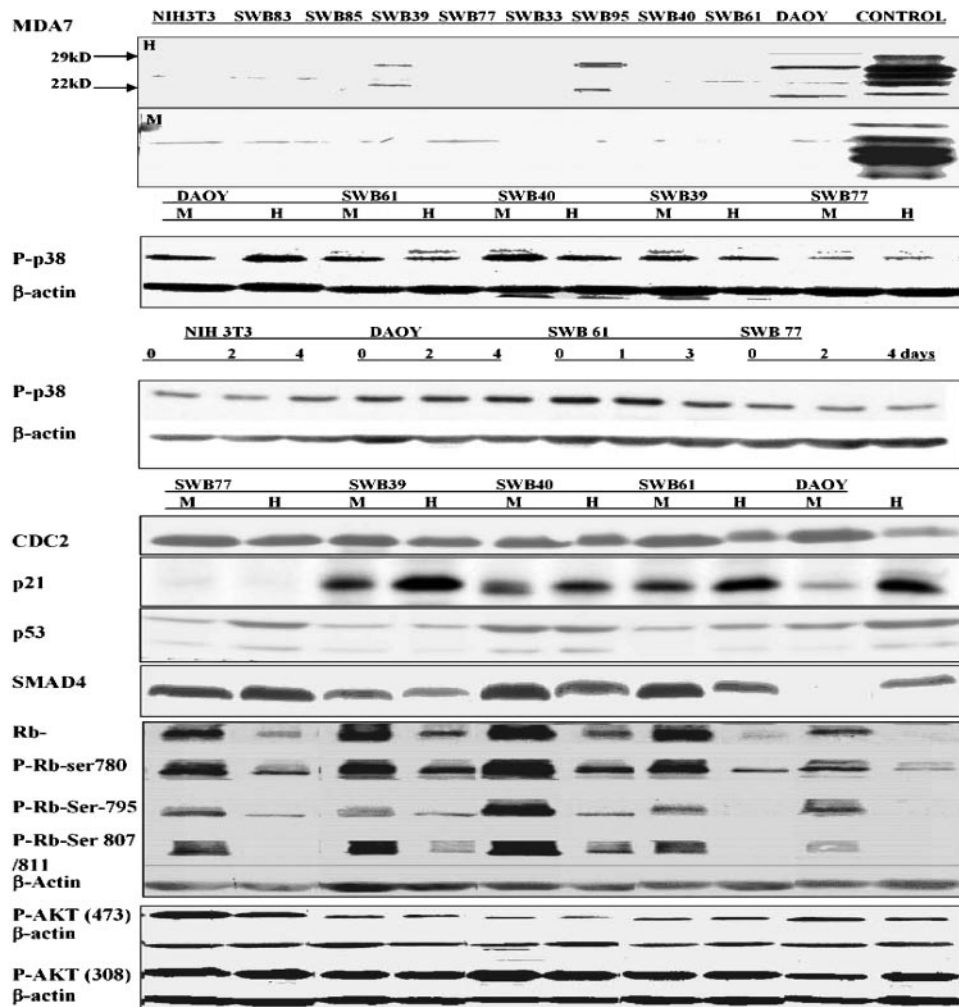 NIH3T3 SWB83 SWB85 SWB39 SWB77 SWB33 SWB95 SWB40 SWB61 DAOY CONTROL
MDA7
H
29kD
22kD
M
DAOY SWB61 SWB40 SWB39 SWB77
M H M H M H M H M H
P-p38
β-actin
NIH 3T3 DAOY SWB 61 SWB 77
0 2 4 0 2 4 0 1 3 0 2 4 days
P-p38
β-actin
SWB77 SWB39 SWB40 SWB61 DAOY
M H M H M H M H M H
CDC2
p21
p53
SMAD4
Rb-
P-Rb-ser780
P-Rb-Ser-795
P-Rb-Ser 807
/811
β-Actin
P-AKT (473)
β-actin
P-AKT (308)
β-actin